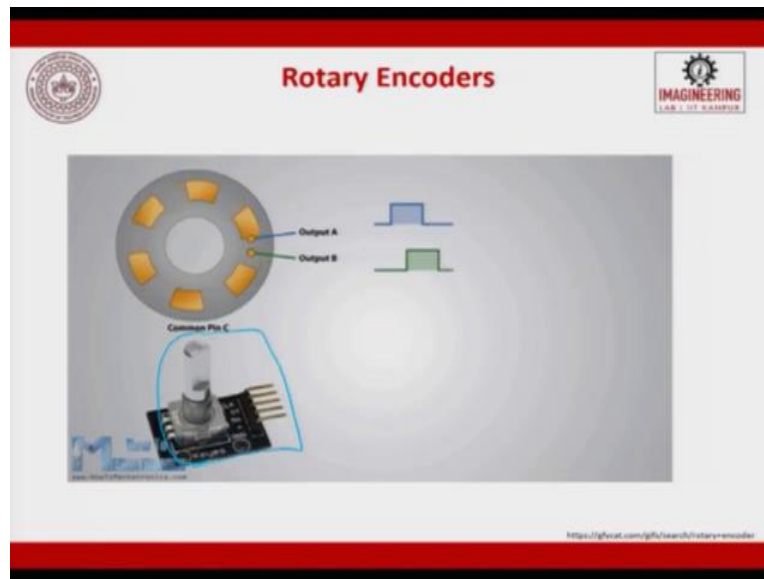 Rotary Encoders
IMAGINEERING
LAB | IIT KANPUR
Output A
Output B
Common Pin C
www.HowToMechatronics.com
https://gfycat.com/gifs/search/rotary+encoder